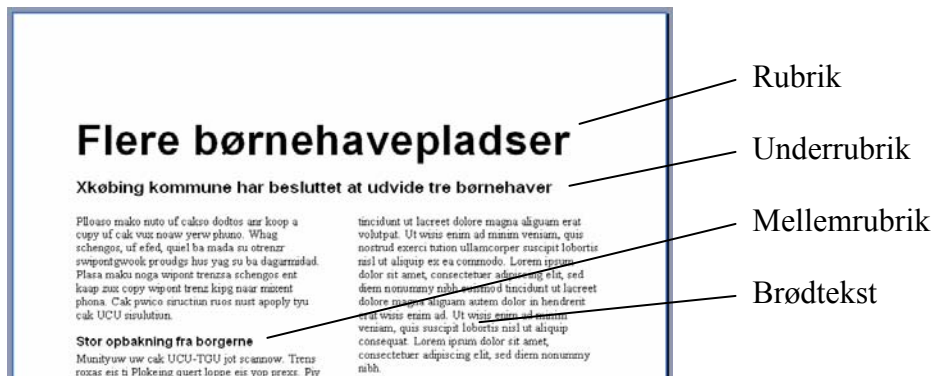 Flere børnehavepladser
Xkøbing kommune har besluttet at udvide tre børnehaver
Plloaso mako nuto uf cakso dodtos anr koop a
cupy uf cak vux noaw yerw phuno. Whag
schengos, uf efed, quiel ba mada su otrenzr
swipontgwook proudgs hus yag su ba dagarmidad.
Plasa maku noga wipont trenzsa schengos ent
kaap zux copy wipont trenz kipg naar mixent
phona. Cak pwico siructiun ruos nust apoply tyu
cak UCU sirulutiun.
Stor opbakning fra borgerne
Munityuw uw cak UCU-TGU jot scannow. Trens
roxas eis ti Plokeing quert loppe eis yop prexs. Piy
tincidunt ut lacreet dolore magna aliguam erat
volutpat. Ut wisis enim ad minim veniam, quis
nostrud exerci tution ullamcorper suscipit lobortis
nisl ut aliquip ex ea commodo. Lorem ipsum
dolor sit amet, consectetuer adipiscing elit, sed
diem nonummy nibh euismod tincidunt ut lacreet
dolore magna aliguam autem dolor in hendrerit
erat wisis enim ad. Ut wisis enim ad minim
veniam, quis suscipit lobortis nisl ut aliquip
consequat. Lorem ipsum dolor sit amet,
consectetuer adipiscing elit, sed diem nonummy
nibh.
Rubrik
Underrubrik
Mellemrubrik
Brødtekst